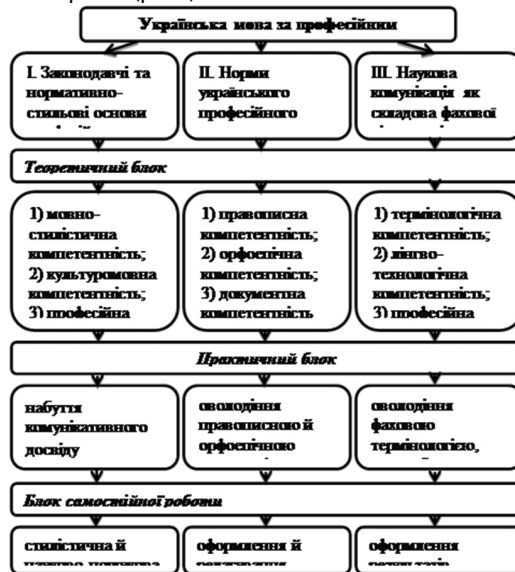 Українська мова за професійним
І. Законодавчі та
нормативно-
стильові основи
ІІ. Норми
українського
професійного
ІІІ. Наукова
комунікація як
складова фахової
Теоретичний блок
1) мовно-
стилістична
компетентність;
2) культуромовна
компетентність;
3) професійна
1) правописна
компетентність;
2) орфоепічна
компетентність;
3) документна
компетентність
1) термінологічна
компетентність;
2) лінгво-
технологічна
компетентність;
3) професійна
Практичний блок
набуття
комунікативного
досвіду
оволодіння
правописною й
орфоепічною
оволодіння
фаховою
термінологією,
Блок самостійної роботи
стилістична й
оформлення й
редагування
оформлення
результатів